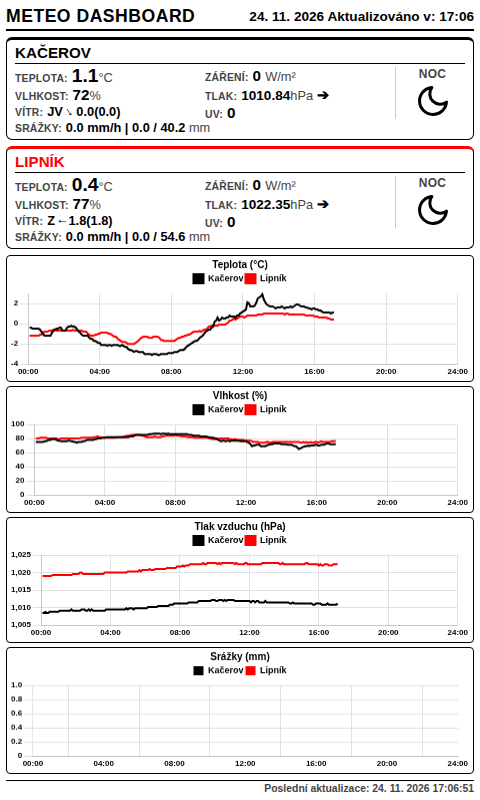 METEO DASHBOARD 24. 11. 2026 Aktualizováno v: 17:06
KAČEROV
TEPLOTA: 1.1°C ZÁŘENÍ: 0 W/m² NOC
VLHKOST: 72% TLAK: 1010.84hPa ➔
VÍTR: JV ↘ 0.0(0.0) UV: 0
SRÁŽKY: 0.0 mm/h | 0.0 / 40.2 mm
LIPNÍK
TEPLOTA: 0.4°C ZÁŘENÍ: 0 W/m² NOC
VLHKOST: 77% TLAK: 1022.35hPa ➔
VÍTR: Z ←1.8(1.8) UV: 0
SRÁŽKY: 0.0 mm/h | 0.0 / 54.6 mm
Teplota (°C)
Kačerov Lipník
2
0
-2
-4
00:00 04:00 08:00 12:00 16:00 20:00 24:00
Vlhkost (%)
Kačerov Lipník
100
80
60
40
20
0
00:00 04:00 08:00 12:00 16:00 20:00 24:00
Tlak vzduchu (hPa)
Kačerov Lipník
1,025
1,020
1,015
1,010
1,005
00:00 04:00 08:00 12:00 16:00 20:00 24:00
Srážky (mm)
Kačerov Lipník
1.0
0.8
0.6
0.4
0.2
0
00:00 04:00 08:00 12:00 16:00 20:00 24:00
Poslední aktualizace: 24. 11. 2026 17:06:51